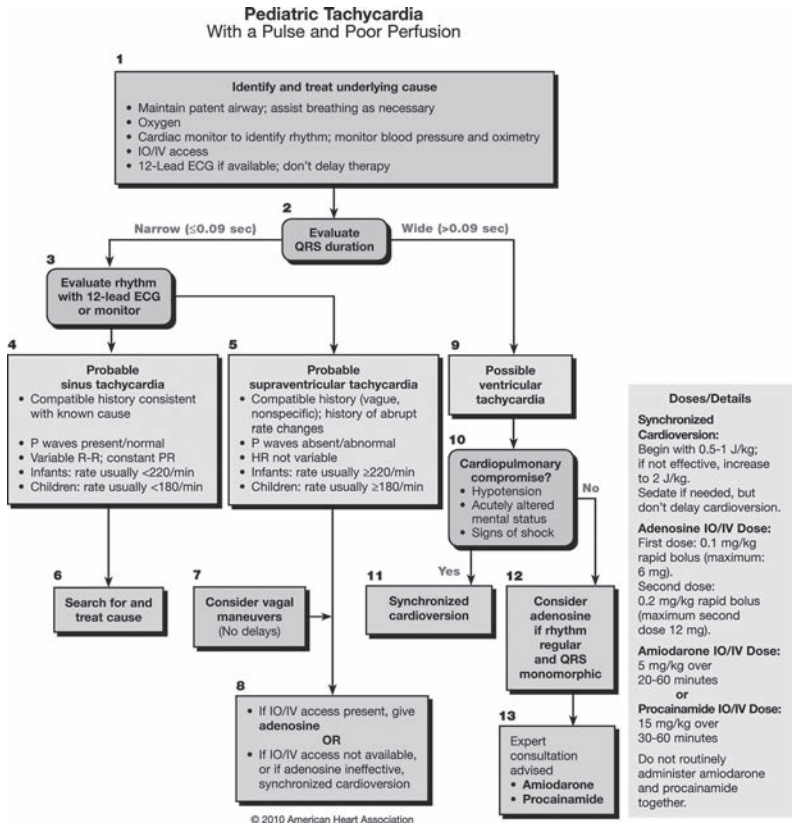 Pediatric Tachycardia
With a Pulse and Poor Perfusion
1
Identify and treat underlying cause
• Maintain patent airway; assist breathing as necessary
• Oxygen
• Cardiac monitor to identify rhythm; monitor blood pressure and oximetry
• IO/IV access
• 12-Lead ECG if available; don't delay therapy
2
Narrow (≤0.09 sec)
Evaluate
QRS duration
Wide (>0.09 sec)
3
Evaluate rhythm
with 12-lead ECG
or monitor
4
Probable
sinus tachycardia
• Compatible history consistent
with known cause
• P waves present/normal
• Variable R-R; constant PR
• Infants: rate usually <220/min
• Children: rate usually <180/min
5
Probable
supraventricular tachycardia
• Compatible history (vague,
nonspecific); history of abrupt
rate changes
• P waves absent/abnormal
• HR not variable
• Infants: rate usually ≥220/min
• Children: rate usually ≥180/min
9
Possible
ventricular
tachycardia
10
Cardiopulmonary
compromise?
• Hypotension
• Acutely altered
mental status
• Signs of shock
No
Yes
6
Search for and
treat cause
7
Consider vagal
maneuvers
(No delays)
11
Synchronized
cardioversion
12
Consider
adenosine
if rhythm
regular
and QRS
monomorphic
8
• If IO/IV access present, give
adenosine
OR
• If IO/IV access not available,
or if adenosine ineffective,
synchronized cardioversion
13
Expert
consultation
advised
• Amiodarone
• Procainamide
Doses/Details
Synchronized
Cardioversion:
Begin with 0.5-1 J/kg;
if not effective, increase
to 2 J/kg.
Sedate if needed, but
don't delay cardioversion.
Adenosine IO/IV Dose:
First dose: 0.1 mg/kg
rapid bolus (maximum:
6 mg).
Second dose:
0.2 mg/kg rapid bolus
(maximum second
dose 12 mg).
Amiodarone IO/IV Dose:
5 mg/kg over
20-60 minutes
or
Procainamide IO/IV Dose:
15 mg/kg over
30-60 minutes
Do not routinely
administer amiodarone
and procainamide
together.
© 2010 American Heart Association